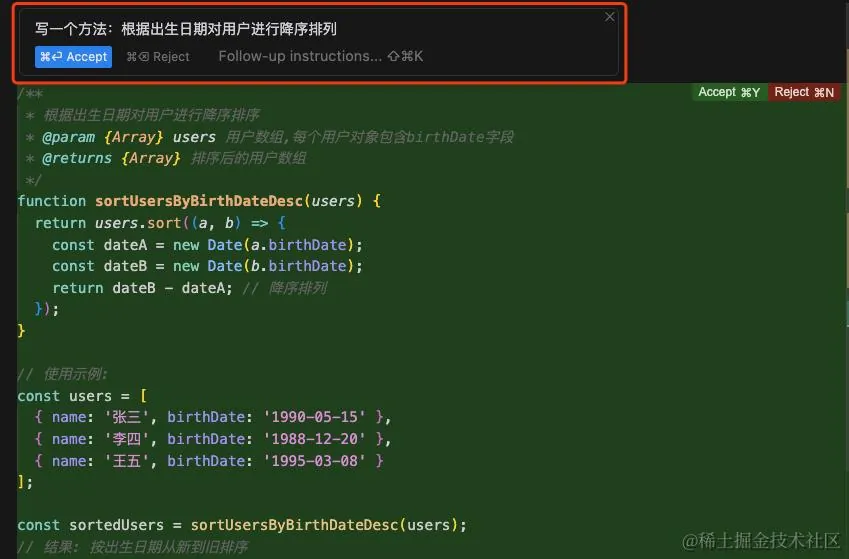 写一个方法：根据出生日期对用户进行降序排列
⌘⏎ Accept ⌘⌫ Reject Follow-up instructions... ⇧⌘K
Accept ⌘Y Reject ⌘N
/**
 * 根据出生日期对用户进行降序排序
 * @param {Array} users 用户数组,每个用户对象包含birthDate字段
 * @returns {Array} 排序后的用户数组
 */
function sortUsersByBirthDateDesc(users) {
  return users.sort((a, b) => {
    const dateA = new Date(a.birthDate);
    const dateB = new Date(b.birthDate);
    return dateB - dateA; // 降序排列
  });
}
// 使用示例:
const users = [
  { name: '张三', birthDate: '1990-05-15' },
  { name: '李四', birthDate: '1988-12-20' },
  { name: '王五', birthDate: '1995-03-08' }
];
const sortedUsers = sortUsersByBirthDateDesc(users);
// 结果: 按出生日期从新到旧排序
@稀土掘金技术社区